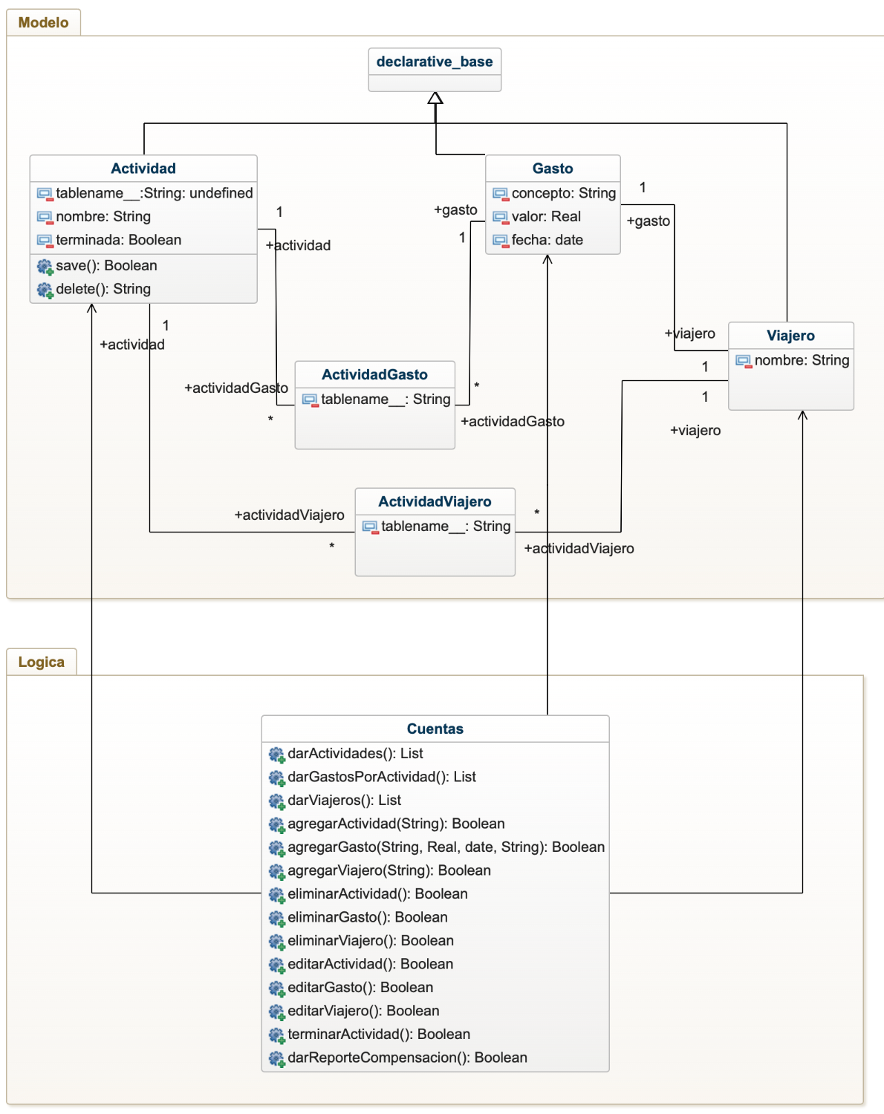 Modelo
declarative_base
Actividad
tablename__:String: undefined
nombre: String
terminada: Boolean
save(): Boolean
delete(): String
Gasto
concepto: String
valor: Real
fecha: date
1
+actividad
+gasto
1
1
+gasto
1
+actividad
+viajero
1
Viajero
nombre: String
ActividadGasto
tablename__: String
+actividadGasto
*
*
+actividadGasto
1
+viajero
ActividadViajero
tablename__: String
+actividadViajero
*
*
+actividadViajero
Logica
Cuentas
darActividades(): List
darGastosPorActividad(): List
darViajeros(): List
agregarActividad(String): Boolean
agregarGasto(String, Real, date, String): Boolean
agregarViajero(String): Boolean
eliminarActividad(): Boolean
eliminarGasto(): Boolean
eliminarViajero(): Boolean
editarActividad(): Boolean
editarGasto(): Boolean
editarViajero(): Boolean
terminarActividad(): Boolean
darReporteCompensacion(): Boolean